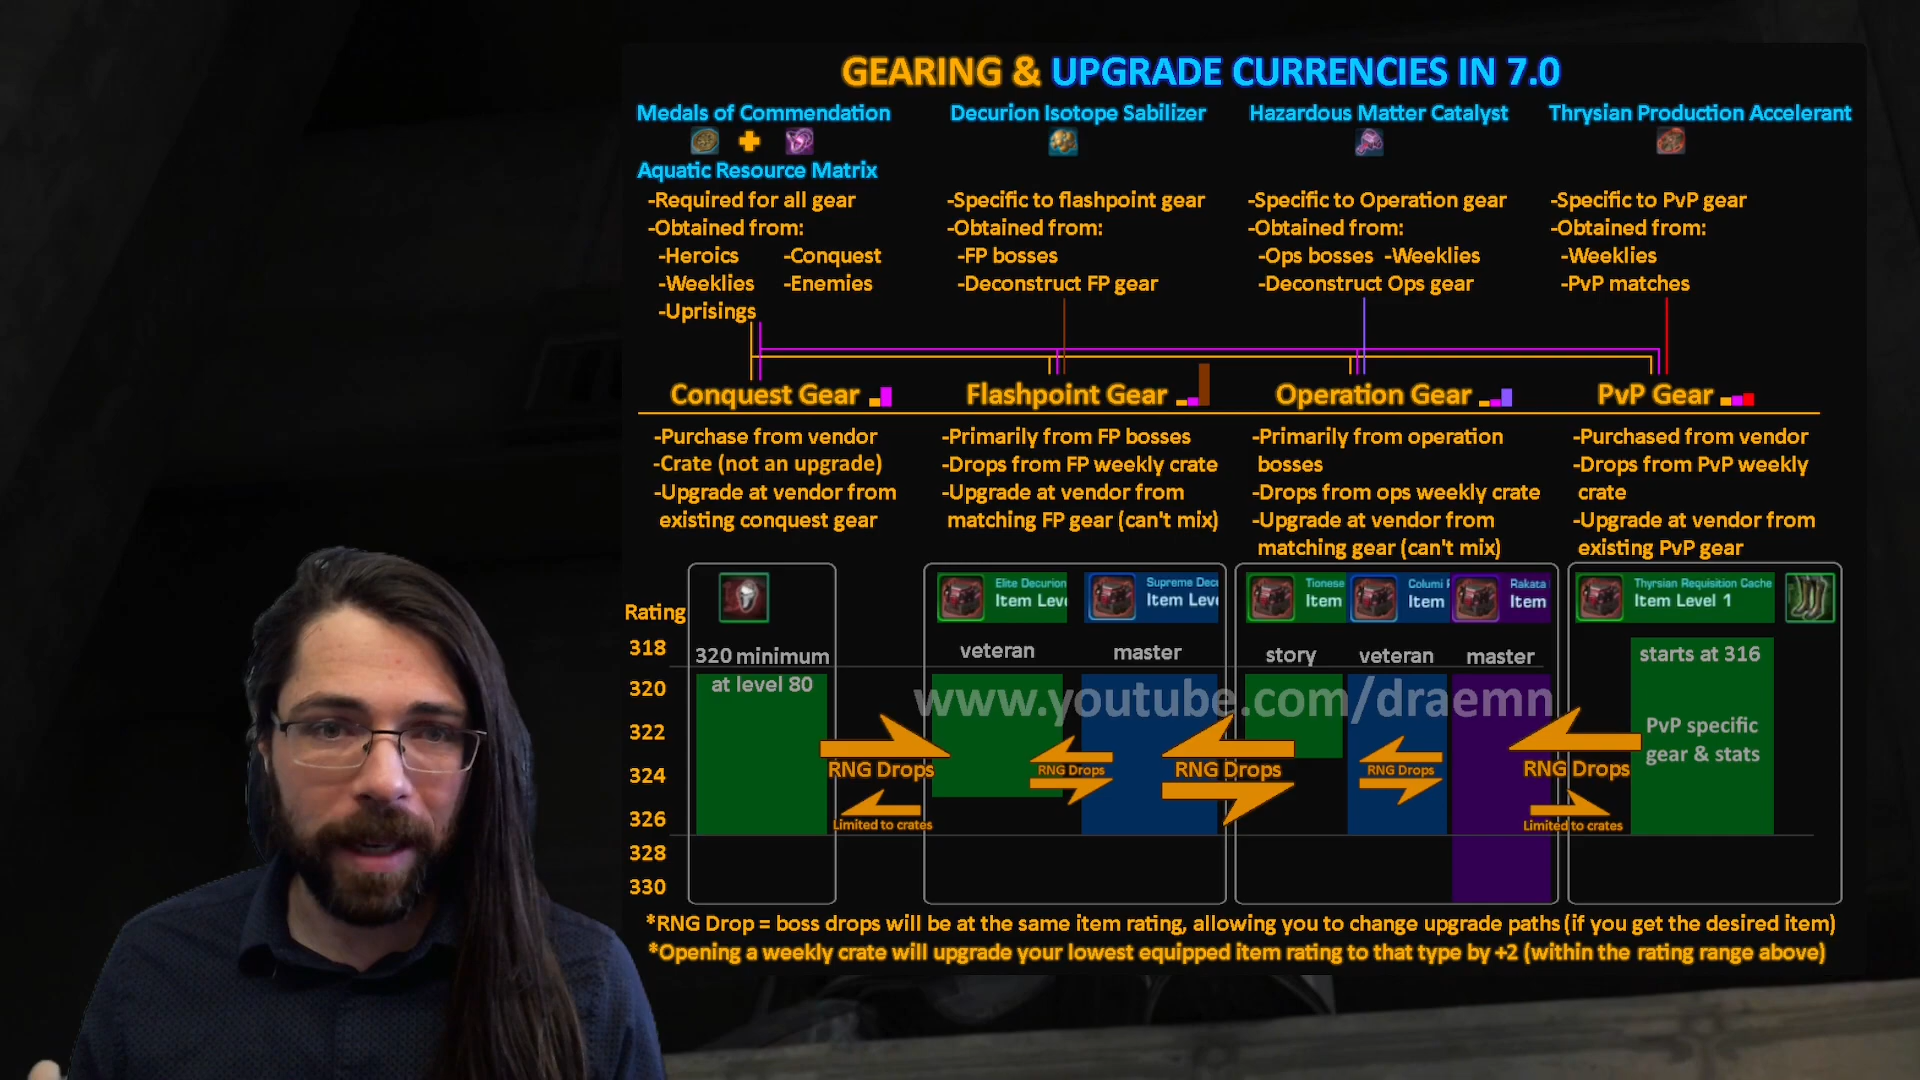 GEARING & UPGRADE CURRENCIES IN 7.0
Medals of Commendation
Aquatic Resource Matrix
-Required for all gear
-Obtained from:
-Heroics -Conquest
-Weeklies -Enemies
-Uprisings
Decurion Isotope Sabilizer
-Specific to flashpoint gear
-Obtained from:
-FP bosses
-Deconstruct FP gear
Hazardous Matter Catalyst
-Specific to Operation gear
-Obtained from:
-Ops bosses -Weeklies
-Deconstruct Ops gear
Thrysian Production Accelerant
-Specific to PvP gear
-Obtained from:
-Weeklies
-PvP matches
Conquest Gear
-Purchase from vendor
-Crate (not an upgrade)
-Upgrade at vendor from
existing conquest gear
Flashpoint Gear
-Primarily from FP bosses
-Drops from FP weekly crate
-Upgrade at vendor from
matching FP gear (can't mix)
Operation Gear
-Primarily from operation
bosses
-Drops from ops weekly crate
-Upgrade at vendor from
matching gear (can't mix)
PvP Gear
-Purchased from vendor
-Drops from PvP weekly
crate
-Upgrade at vendor from
existing PvP gear
Rating
318
320
322
324
326
328
330
320 minimum
at level 80
RNG Drops
Limited to crates
Elite Decurion
Item Lev
veteran
RNG Drops
Supreme Dec
Item Lev
master
RNG Drops
Tionese
Item
story
Columi
Item
veteran
RNG Drops
Rakata
Item
master
RNG Drops
Limited to crates
Thyrsian Requisition Cache
Item Level 1
starts at 316
PvP specific
gear & stats
www.youtube.com/draemn
*RNG Drop = boss drops will be at the same item rating, allowing you to change upgrade paths (if you get the desired item)
*Opening a weekly crate will upgrade your lowest equipped item rating to that type by +2 (within the rating range above)